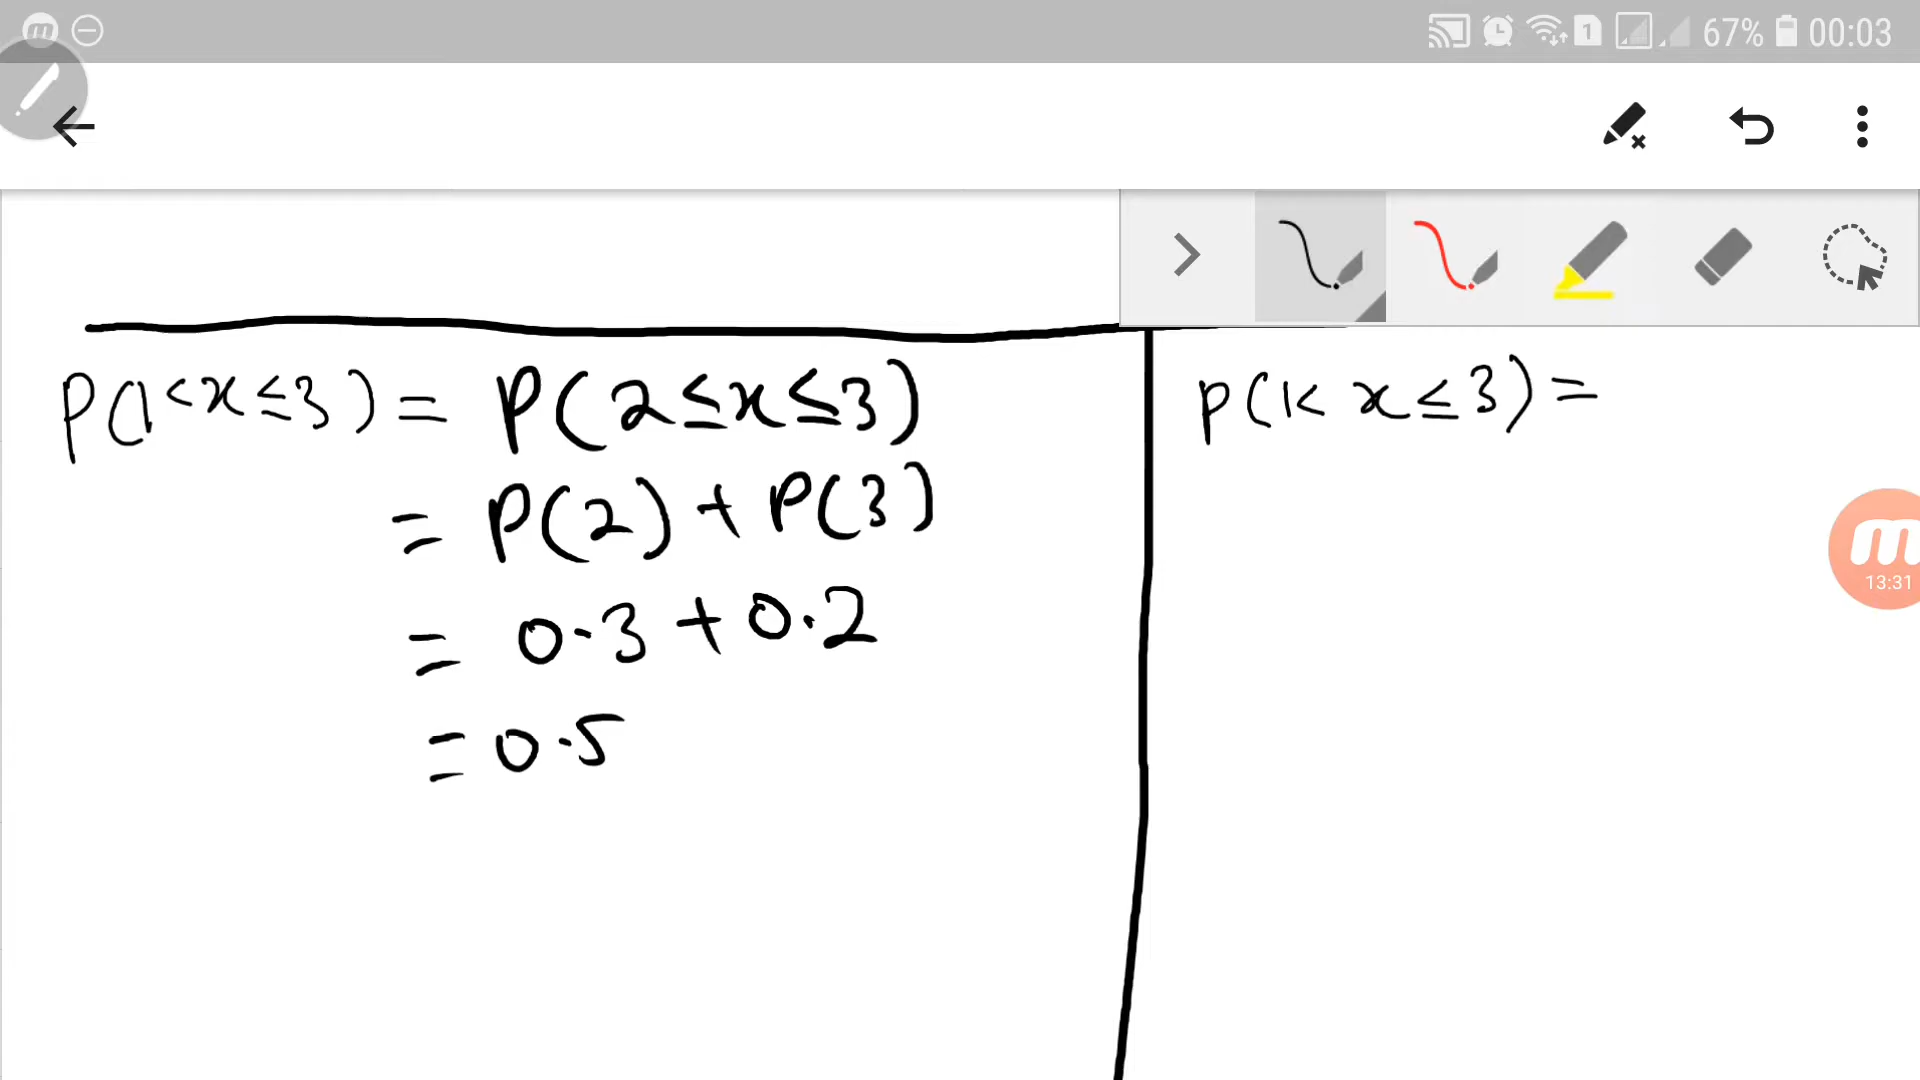 67% 00:03
P(1<x≤3) = P(2≤x≤3)
= P(2) + P(3)
= 0.3 + 0.2
= 0.5
P(1< x≤3) =
13:31